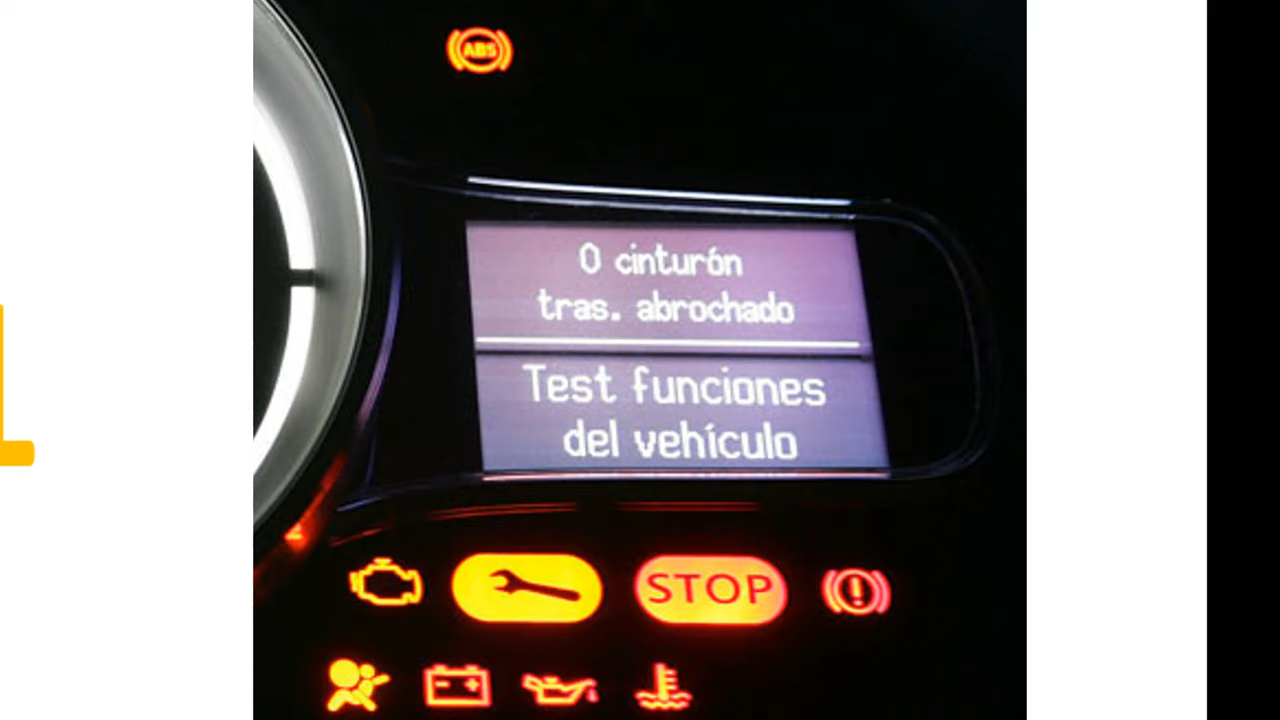 ABS
0 cinturón
tras. abrochado
Test funciones
del vehículo
STOP